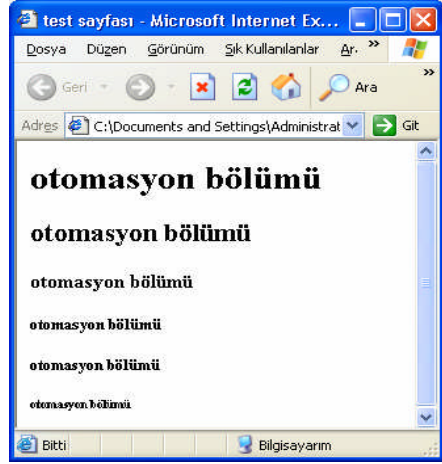 test sayfası - Microsoft Internet Ex...
Dosya Düzen Görünüm Sık Kullanılanlar Ar. »
Geri Ara »
Adres C:\Documents and Settings\Administrat Git
otomasyon bölümü
otomasyon bölümü
otomasyon bölümü
otomasyon bölümü
otomasyon bölümü
otomasyon bölümü
Bitti Bilgisayarım